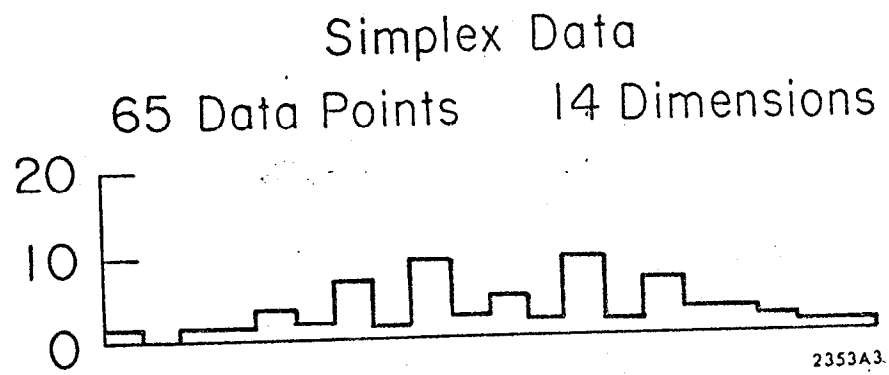 Simplex Data
65 Data Points 14 Dimensions
20
10
0
2353A3